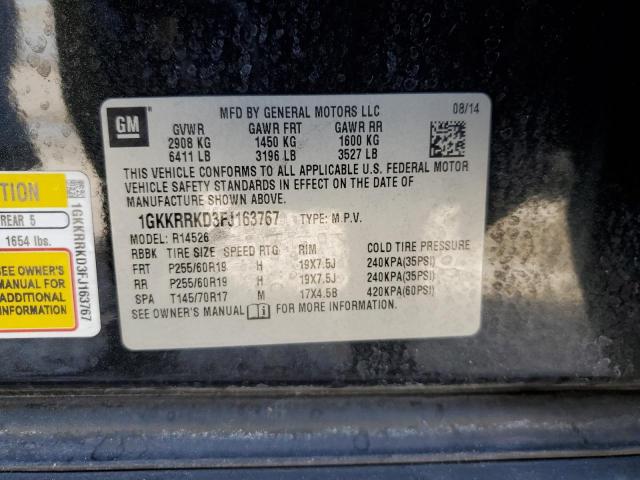 GM
MFD BY GENERAL MOTORS LLC
08/14
GVWR GAWR FRT GAWR RR
2908 KG 1450 KG 1600 KG
6411 LB 3196 LB 3527 LB
THIS VEHICLE CONFORMS TO ALL APPLICABLE U.S. FEDERAL MOTOR
VEHICLE SAFETY STANDARDS IN EFFECT ON THE DATE OF
MANUFACTURE SHOWN ABOVE.
1GKKRRKD3FJ163767 TYPE: M.P.V.
MODEL: R14526
RBBK TIRE SIZE SPEED RTG RIM COLD TIRE PRESSURE
FRT P255/60R19 H 19X7.5J 240KPA(35PSI)
RR P255/60R19 H 19X7.5J 240KPA(35PSI)
SPA T145/70R17 M 17X4.5B 420KPA(60PSI)
SEE OWNER'S MANUAL FOR MORE INFORMATION.
TION
REAR 5
1654 lbs.
SEE OWNER'S
MANUAL FOR
ADDITIONAL
INFORMATION
1GKKRRKD3FJ163767